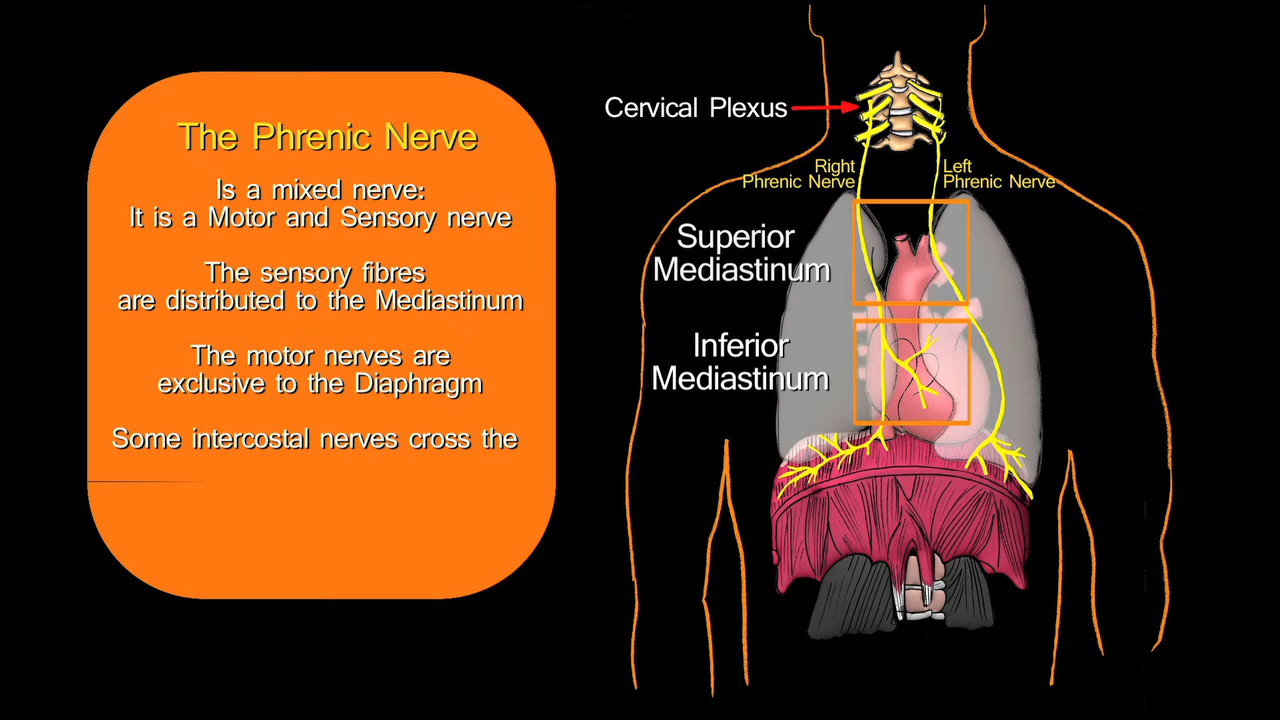 The Phrenic Nerve
Is a mixed nerve:
It is a Motor and Sensory nerve
The sensory fibres
are distributed to the Mediastinum
The motor nerves are
exclusive to the Diaphragm
Some intercostal nerves cross the
Cervical Plexus
Right
Phrenic Nerve
Left
Phrenic Nerve
Superior
Mediastinum
Inferior
Mediastinum